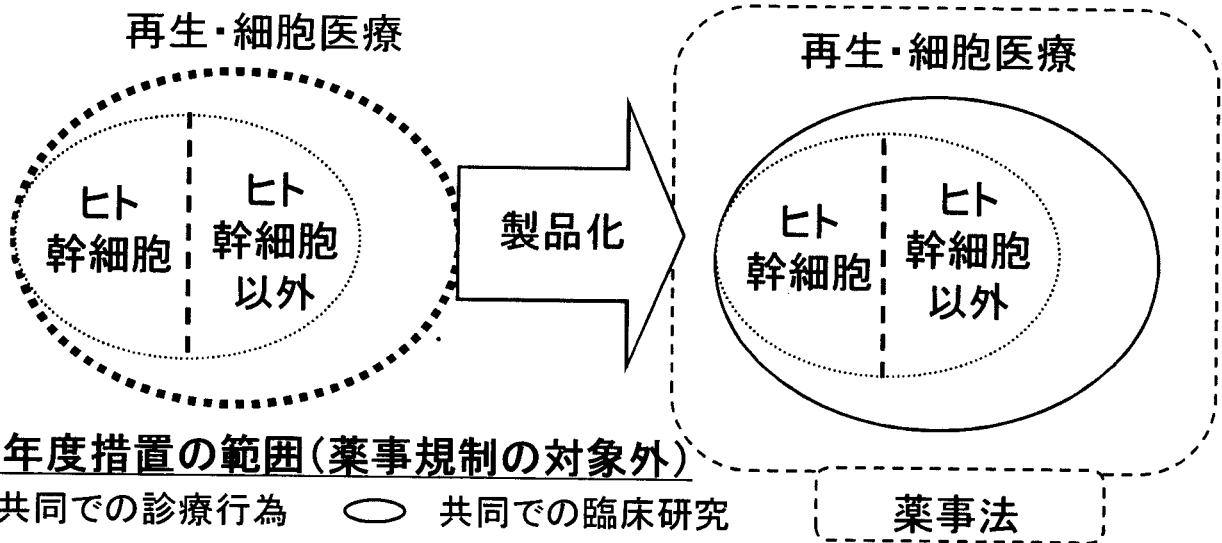 再生・細胞医療
再生・細胞医療
ヒト
幹細胞
ヒト
幹細胞
以外
製品化
ヒト
幹細胞
ヒト
幹細胞
以外
年度措置の範囲(薬事規制の対象外)
共同での診療行為
共同での臨床研究
薬事法